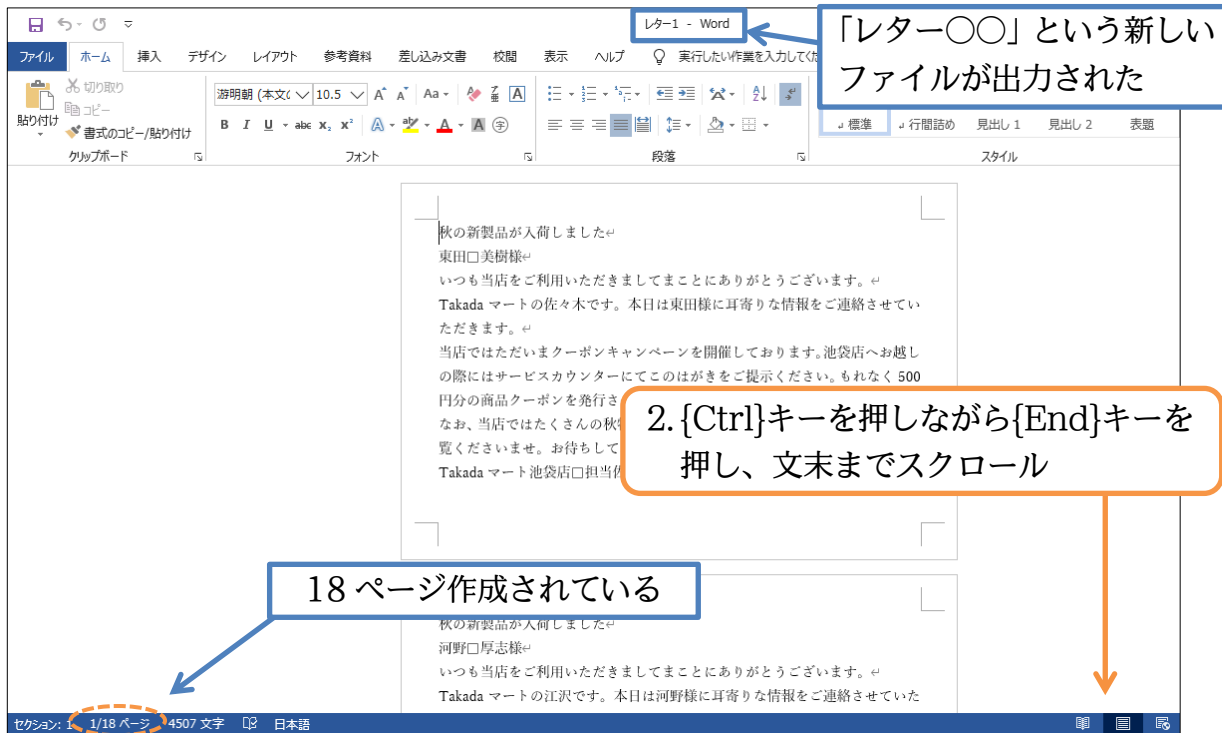 レター1 - Word
「レター〇〇」という新しい
ファイルが出力された
ファイル ホーム 挿入 デザイン レイアウト 参考資料 差し込み文書 校閲 表示 ヘルプ 実行したい作業を入力してくだ
切り取り
コピー
貼り付け
書式のコピー/貼り付け
クリップボード
游明朝 (本文の 10.5
フォント
段落
標準 行間詰め 見出し 1 見出し 2 表題
スタイル
秋の新製品が入荷しました↵
東田□美樹様↵
いつも当店をご利用いただきましてまことにありがとうございます。↵
Takada マートの佐々木です。本日は東田様に耳寄りな情報をご連絡させてい
ただきます。↵
当店ではただいまクーポンキャンペーンを開催しております。池袋店へお越し
の際にはサービスカウンターにてこのはがきをご提示ください。もれなく 500
円分の商品クーポンを発行さ
なお、当店ではたくさんの秋
覧くださいませ。お待ちして
Takada マート池袋店□担当佐
2. {Ctrl}キーを押しながら{End}キーを
押し、文末までスクロール
18 ページ作成されている
秋の新製品が入荷しました↵
河野□厚志様↵
いつも当店をご利用いただきましてまことにありがとうございます。↵
Takada マートの江沢です。本日は河野様に耳寄りな情報をご連絡させていた
セクション: 1 1/18 ページ 4507 文字 日本語